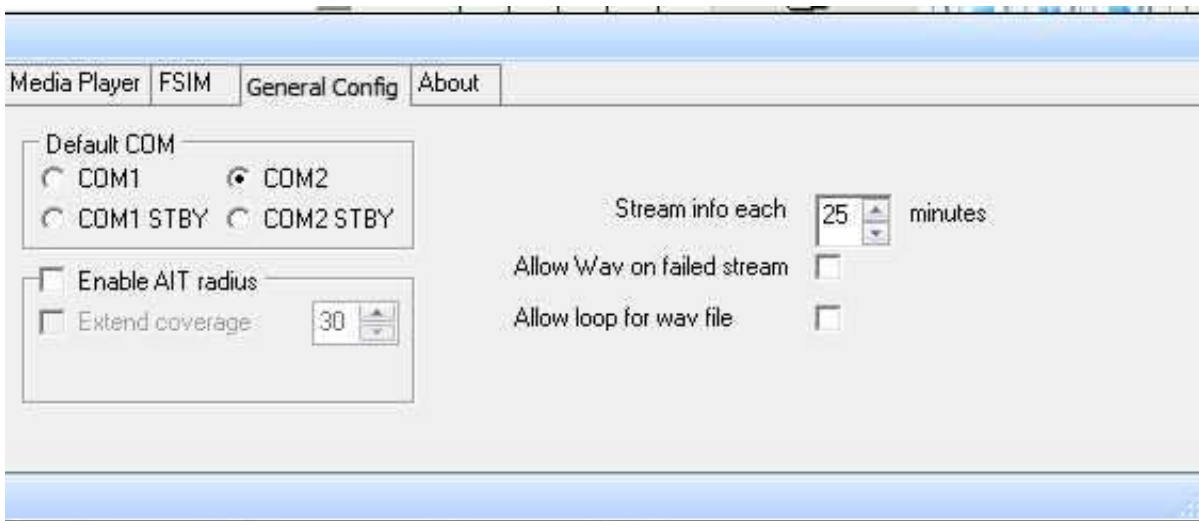 Media Player FSIM General Config About
Default COM
COM1 COM2
COM1 STBY COM2 STBY
Enable AIT radius
Extend coverage 30
Stream info each 25 minutes
Allow Wav on failed stream
Allow loop for wav file